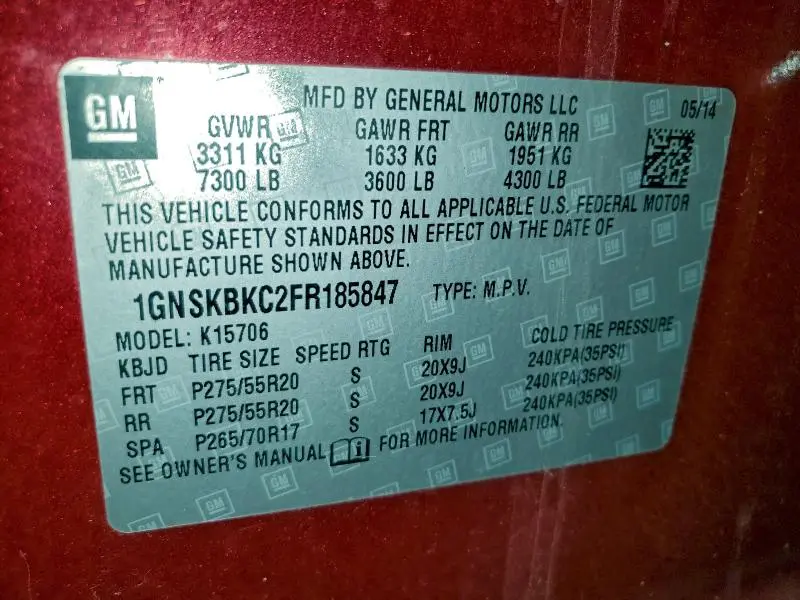 GM
MFD BY GENERAL MOTORS LLC 05/14
GVWR GAWR FRT GAWR RR
3311 KG 1633 KG 1951 KG
7300 LB 3600 LB 4300 LB
THIS VEHICLE CONFORMS TO ALL APPLICABLE U.S. FEDERAL MOTOR
VEHICLE SAFETY STANDARDS IN EFFECT ON THE DATE OF
MANUFACTURE SHOWN ABOVE.
1GNSKBKC2FR185847 TYPE: M.P.V.
MODEL: K15706
KBJD TIRE SIZE SPEED RTG RIM COLD TIRE PRESSURE
FRT P275/55R20 S 20X9J 240KPA(35PSI)
RR P275/55R20 S 20X9J 240KPA(35PSI)
SPA P265/70R17 S 17X7.5J 240KPA(35PSI)
SEE OWNER'S MANUAL FOR MORE INFORMATION.